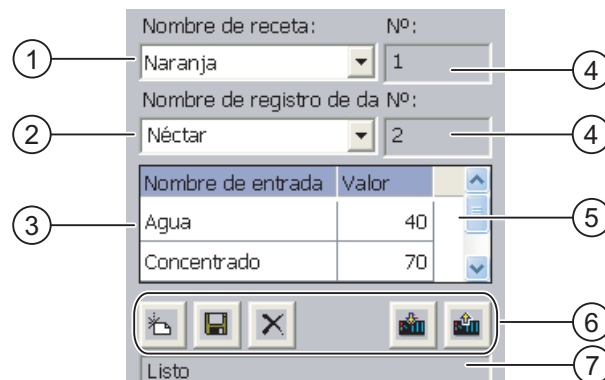 Nombre de receta: Nº:
1 Naranja 1 4
Nombre de registro de da Nº:
2 Néctar 2 4
Nombre de entrada Valor
3 Agua 40 5
Concentrado 70
6
Listo 7